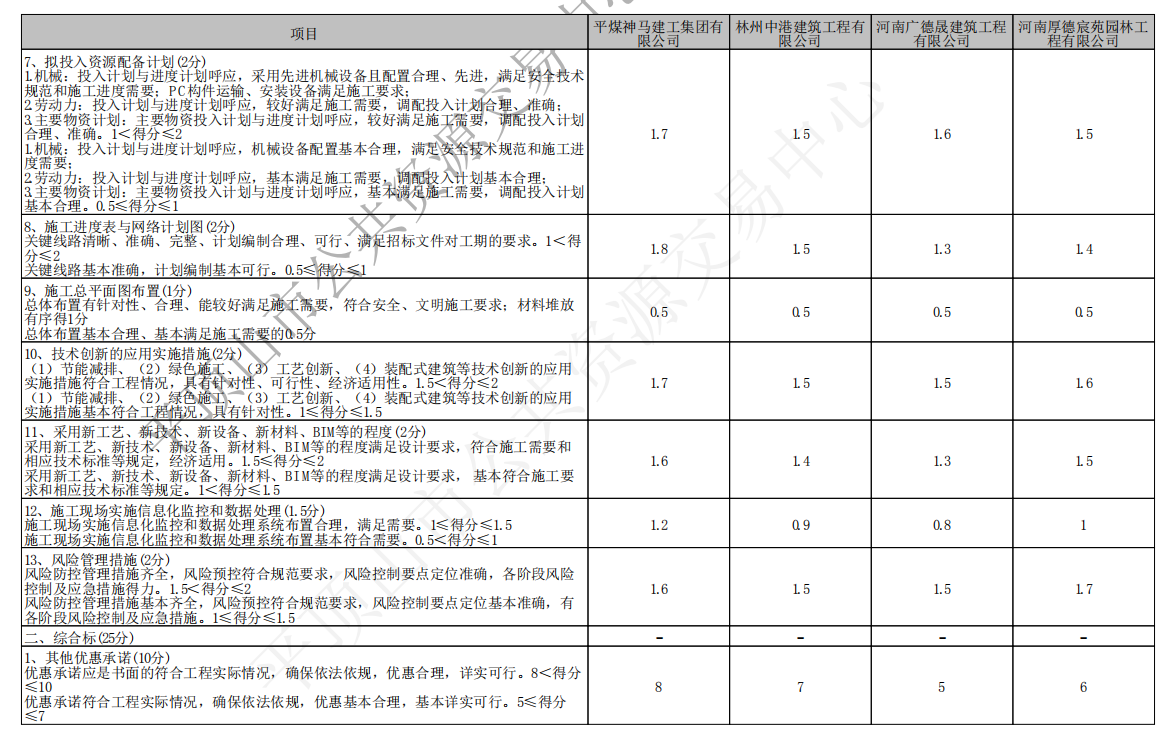 项目
平煤神马建工集团有
限公司
林州中港建筑工程有
限公司
河南广德晟建筑工程
有限公司
河南厚德宸苑园林工
程有限公司
7、拟投入资源配备计划(2分)
1.机械：投入计划与进度计划呼应，采用先进机械设备且配置合理、先进，满足安全技术
规范和施工进度需要；PC构件运输、安装设备满足施工要求；
2.劳动力：投入计划与进度计划呼应，较好满足施工需要，调配投入计划合理、准确；
3.主要物资计划：主要物资投入计划与进度计划呼应，较好满足施工需要，调配投入计划
合理、准确。1＜得分≤2
1.机械：投入计划与进度计划呼应，机械设备配置基本合理，满足安全技术规范和施工进
度需要；
2.劳动力：投入计划与进度计划呼应，基本满足施工需要，调配投入计划基本合理；
3.主要物资计划：主要物资投入计划与进度计划呼应，基本满足施工需要，调配投入计划
基本合理。0.5≤得分≤1
1.7
1.5
1.6
1.5
8、施工进度表与网络计划图(2分)
关键线路清晰、准确、完整、计划编制合理、可行、满足招标文件对工期的要求。1＜得
分≤2
关键线路基本准确，计划编制基本可行。0.5≤得分≤1
1.8
1.5
1.3
1.4
9、施工总平面图布置(1分)
总体布置有针对性、合理、能较好满足施工需要，符合安全、文明施工要求；材料堆放
有序得1分
总体布置基本合理、基本满足施工需要的0.5分
0.5
0.5
0.5
0.5
10、技术创新的应用实施措施(2分)
（1）节能减排、（2）绿色施工、（3）工艺创新、（4）装配式建筑等技术创新的应用
实施措施符合工程情况，具有针对性、可行性、经济适用性。1.5＜得分≤2
（1）节能减排、（2）绿色施工、（3）工艺创新、（4）装配式建筑等技术创新的应用
实施措施基本符合工程情况，具有针对性。1≤得分≤1.5
1.7
1.5
1.5
1.6
11、采用新工艺、新技术、新设备、新材料、BIM等的程度(2分)
采用新工艺、新技术、新设备、新材料、BIM等的程度满足设计要求，符合施工需要和
相应技术标准等规定，经济适用。1.5≤得分≤2
采用新工艺、新技术、新设备、新材料、BIM等的程度满足设计要求， 基本符合施工要
求和相应技术标准等规定。1＜得分≤1.5
1.6
1.4
1.3
1.5
12、施工现场实施信息化监控和数据处理(1.5分)
施工现场实施信息化监控和数据处理系统布置合理，满足需要。1≤得分≤1.5
施工现场实施信息化监控和数据处理系统布置基本符合需要。0.5＜得分≤1
1.2
0.9
0.8
1
13、风险管理措施(2分)
风险防控管理措施齐全，风险预控符合规范要求，风险控制要点定位准确，各阶段风险
控制及应急措施得力。1.5＜得分≤2
风险防控管理措施基本齐全，风险预控符合规范要求，风险控制要点定位基本准确，有
各阶段风险控制及应急措施。1≤得分≤1.5
1.6
1.5
1.5
1.7
二、综合标(25分)
-
-
-
-
1、其他优惠承诺(10分)
优惠承诺应是书面的符合工程实际情况，确保依法依规，优惠合理，详实可行。8＜得分
≤10
优惠承诺符合工程实际情况，确保依法依规，优惠基本合理，基本详实可行。5≤得分
≤7
8
7
5
6
平顶山市公共资源交易中心
平顶山市公共资源交易中心